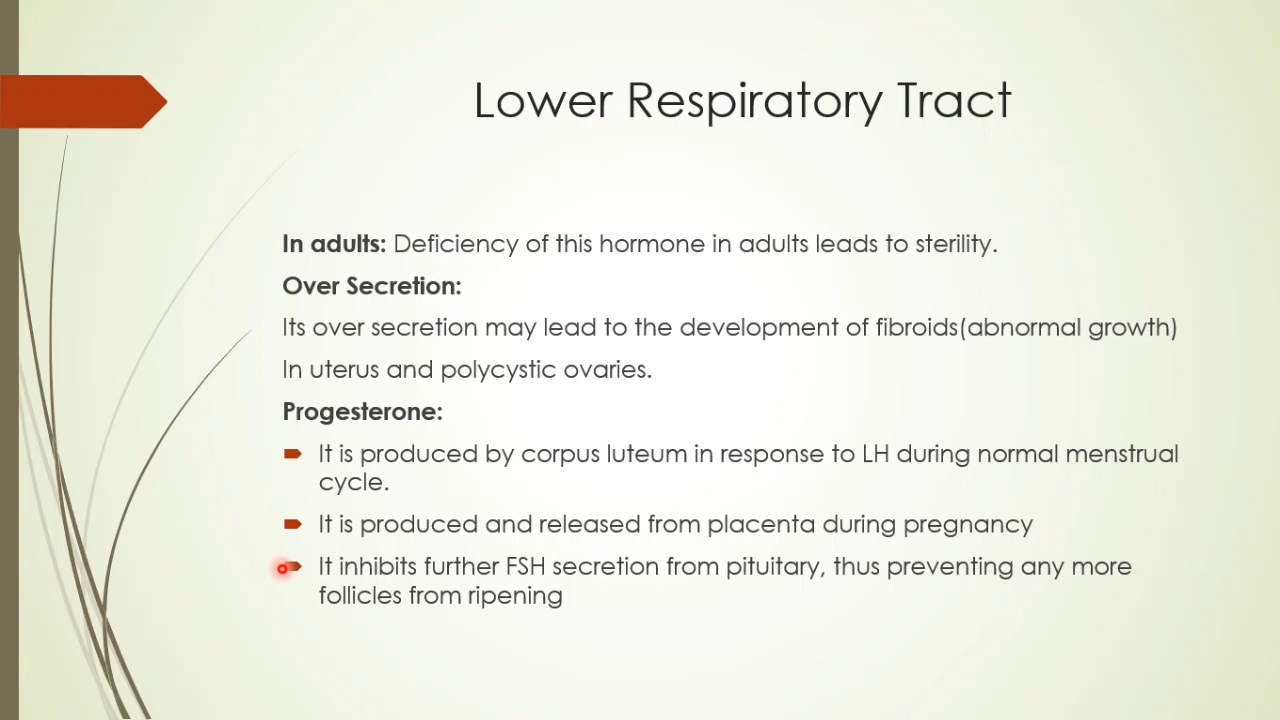 Lower Respiratory Tract
In adults: Deficiency of this hormone in adults leads to sterility.
Over Secretion:
Its over secretion may lead to the development of fibroids(abnormal growth)
In uterus and polycystic ovaries.
Progesterone:
It is produced by corpus luteum in response to LH during normal menstrual
cycle.
It is produced and released from placenta during pregnancy
It inhibits further FSH secretion from pituitary, thus preventing any more
follicles from ripening